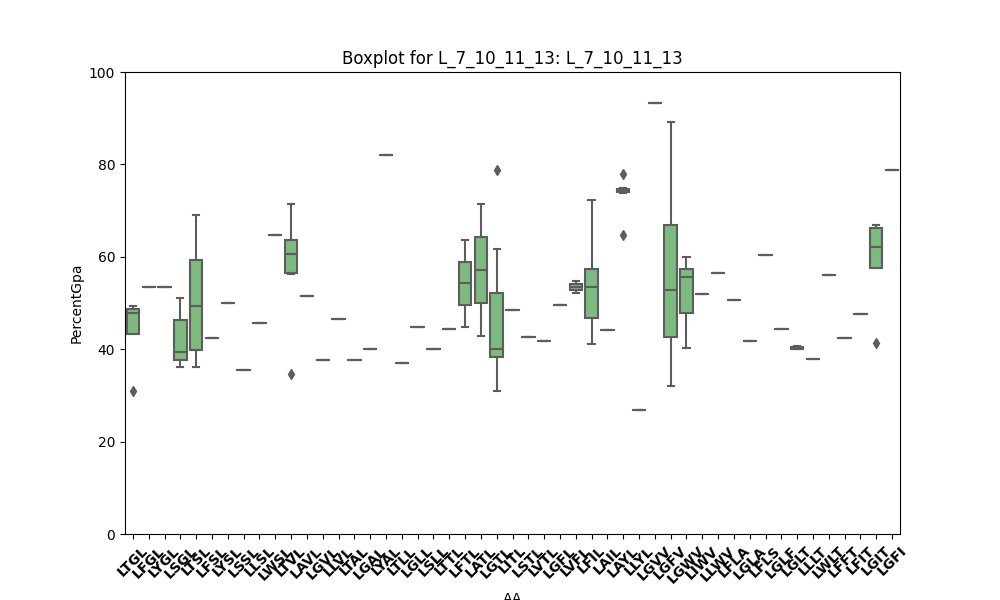 Boxplot for L_7_10_11_13: L_7_10_11_13
PercentGpa
100
80
60
40
20
0
LTGL
LFGL
LYGL
LSGL
LTSL
LFSL
LYSL
LSSL
LLSL
LWSL
LTVL
LAVL
LGVL
LLVL
LTAL
LGAL
LYAL
LTLL
LGLL
LSLL
LTTL
LFTL
LATL
LGTL
LITL
LSTL
LVTL
LGFL
LVFL
LFIL
LAIL
LAYL
LLYL
LGVV
LGFV
LGWV
LIWV
LLWV
LFLA
LGLA
LFLS
LGLF
LGLT
LLLT
LWLT
LFFT
LFIT
LGIT
LGFI
AA